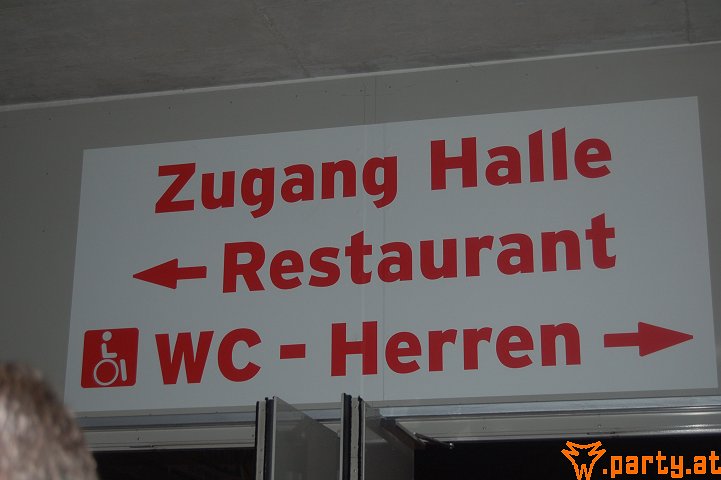 Zugang Halle
Restaurant
WC - Herren
.party.at